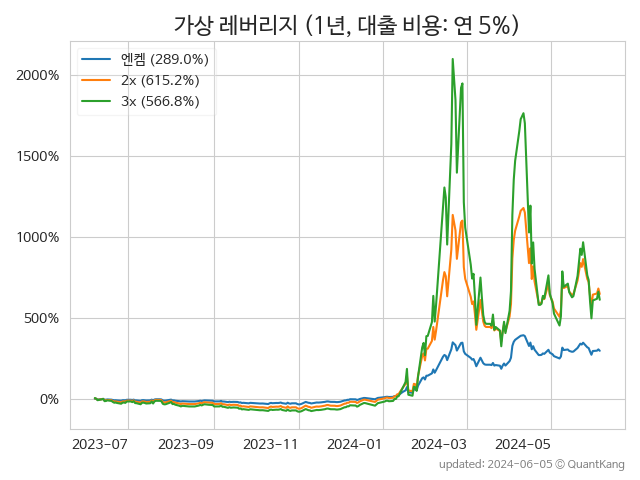 가상 레버리지 (1년, 대출 비용: 연 5%)
엔켐 (289.0%)
2x (615.2%)
3x (566.8%)
2000%
1500%
1000%
500%
0%
2023-07 2023-09 2023-11 2024-01 2024-03 2024-05
updated: 2024-06-05 © QuantKang